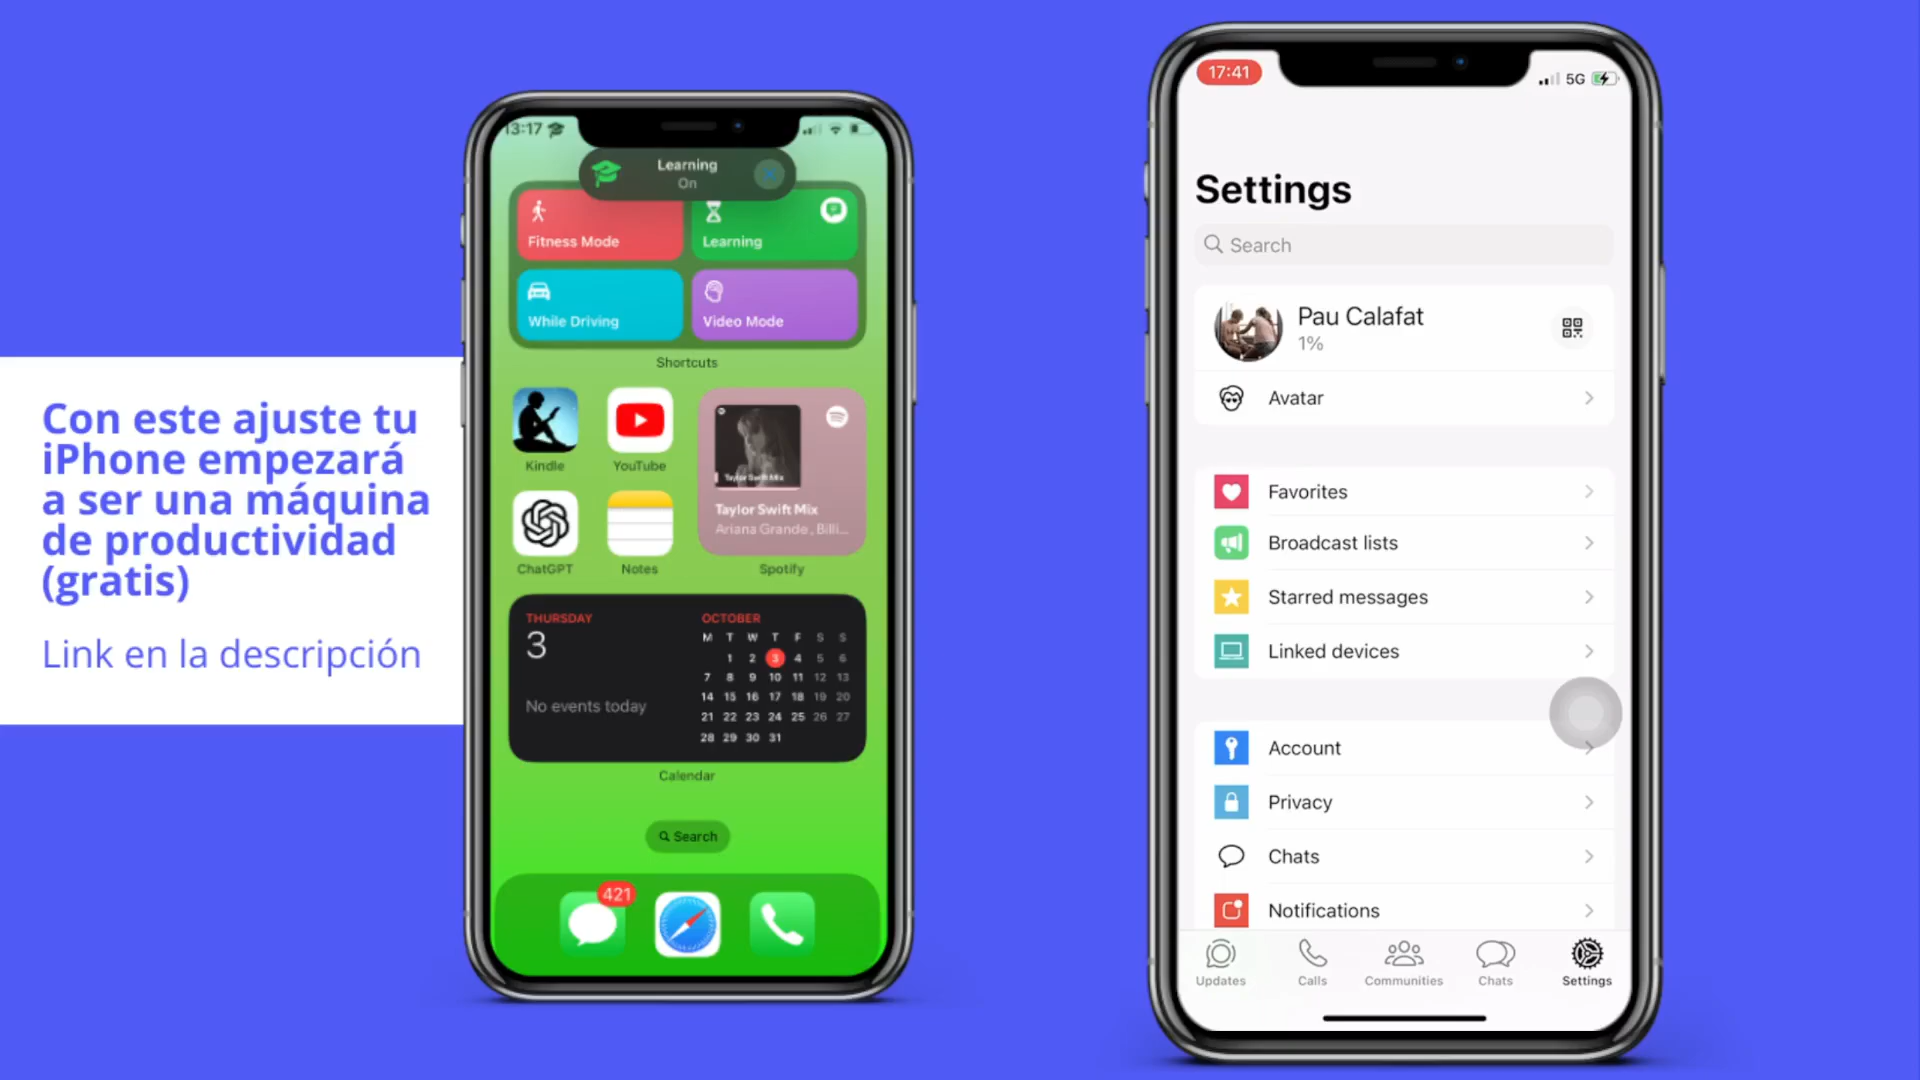 Con este ajuste tu
iPhone empezará
a ser una máquina
de productividad
(gratis)
Link en la descripción
13:17
Learning
On
Fitness Mode
Learning
While Driving
Video Mode
Shortcuts
Kindle
YouTube
Taylor Swift Mix
Taylor Swift Mix
Ariana Grande, Billi...
ChatGPT
Notes
Spotify
THURSDAY
3
No events today
OCTOBER
M T W T F S S
1 2 3 4 5 6
7 8 9 10 11 12 13
14 15 16 17 18 19 20
21 22 23 24 25 26 27
28 29 30 31
Calendar
Search
421
17:41
5G
Settings
Search
Pau Calafat
1%
Avatar
Favorites
Broadcast lists
Starred messages
Linked devices
Account
Privacy
Chats
Notifications
Updates
Calls
Communities
Chats
Settings